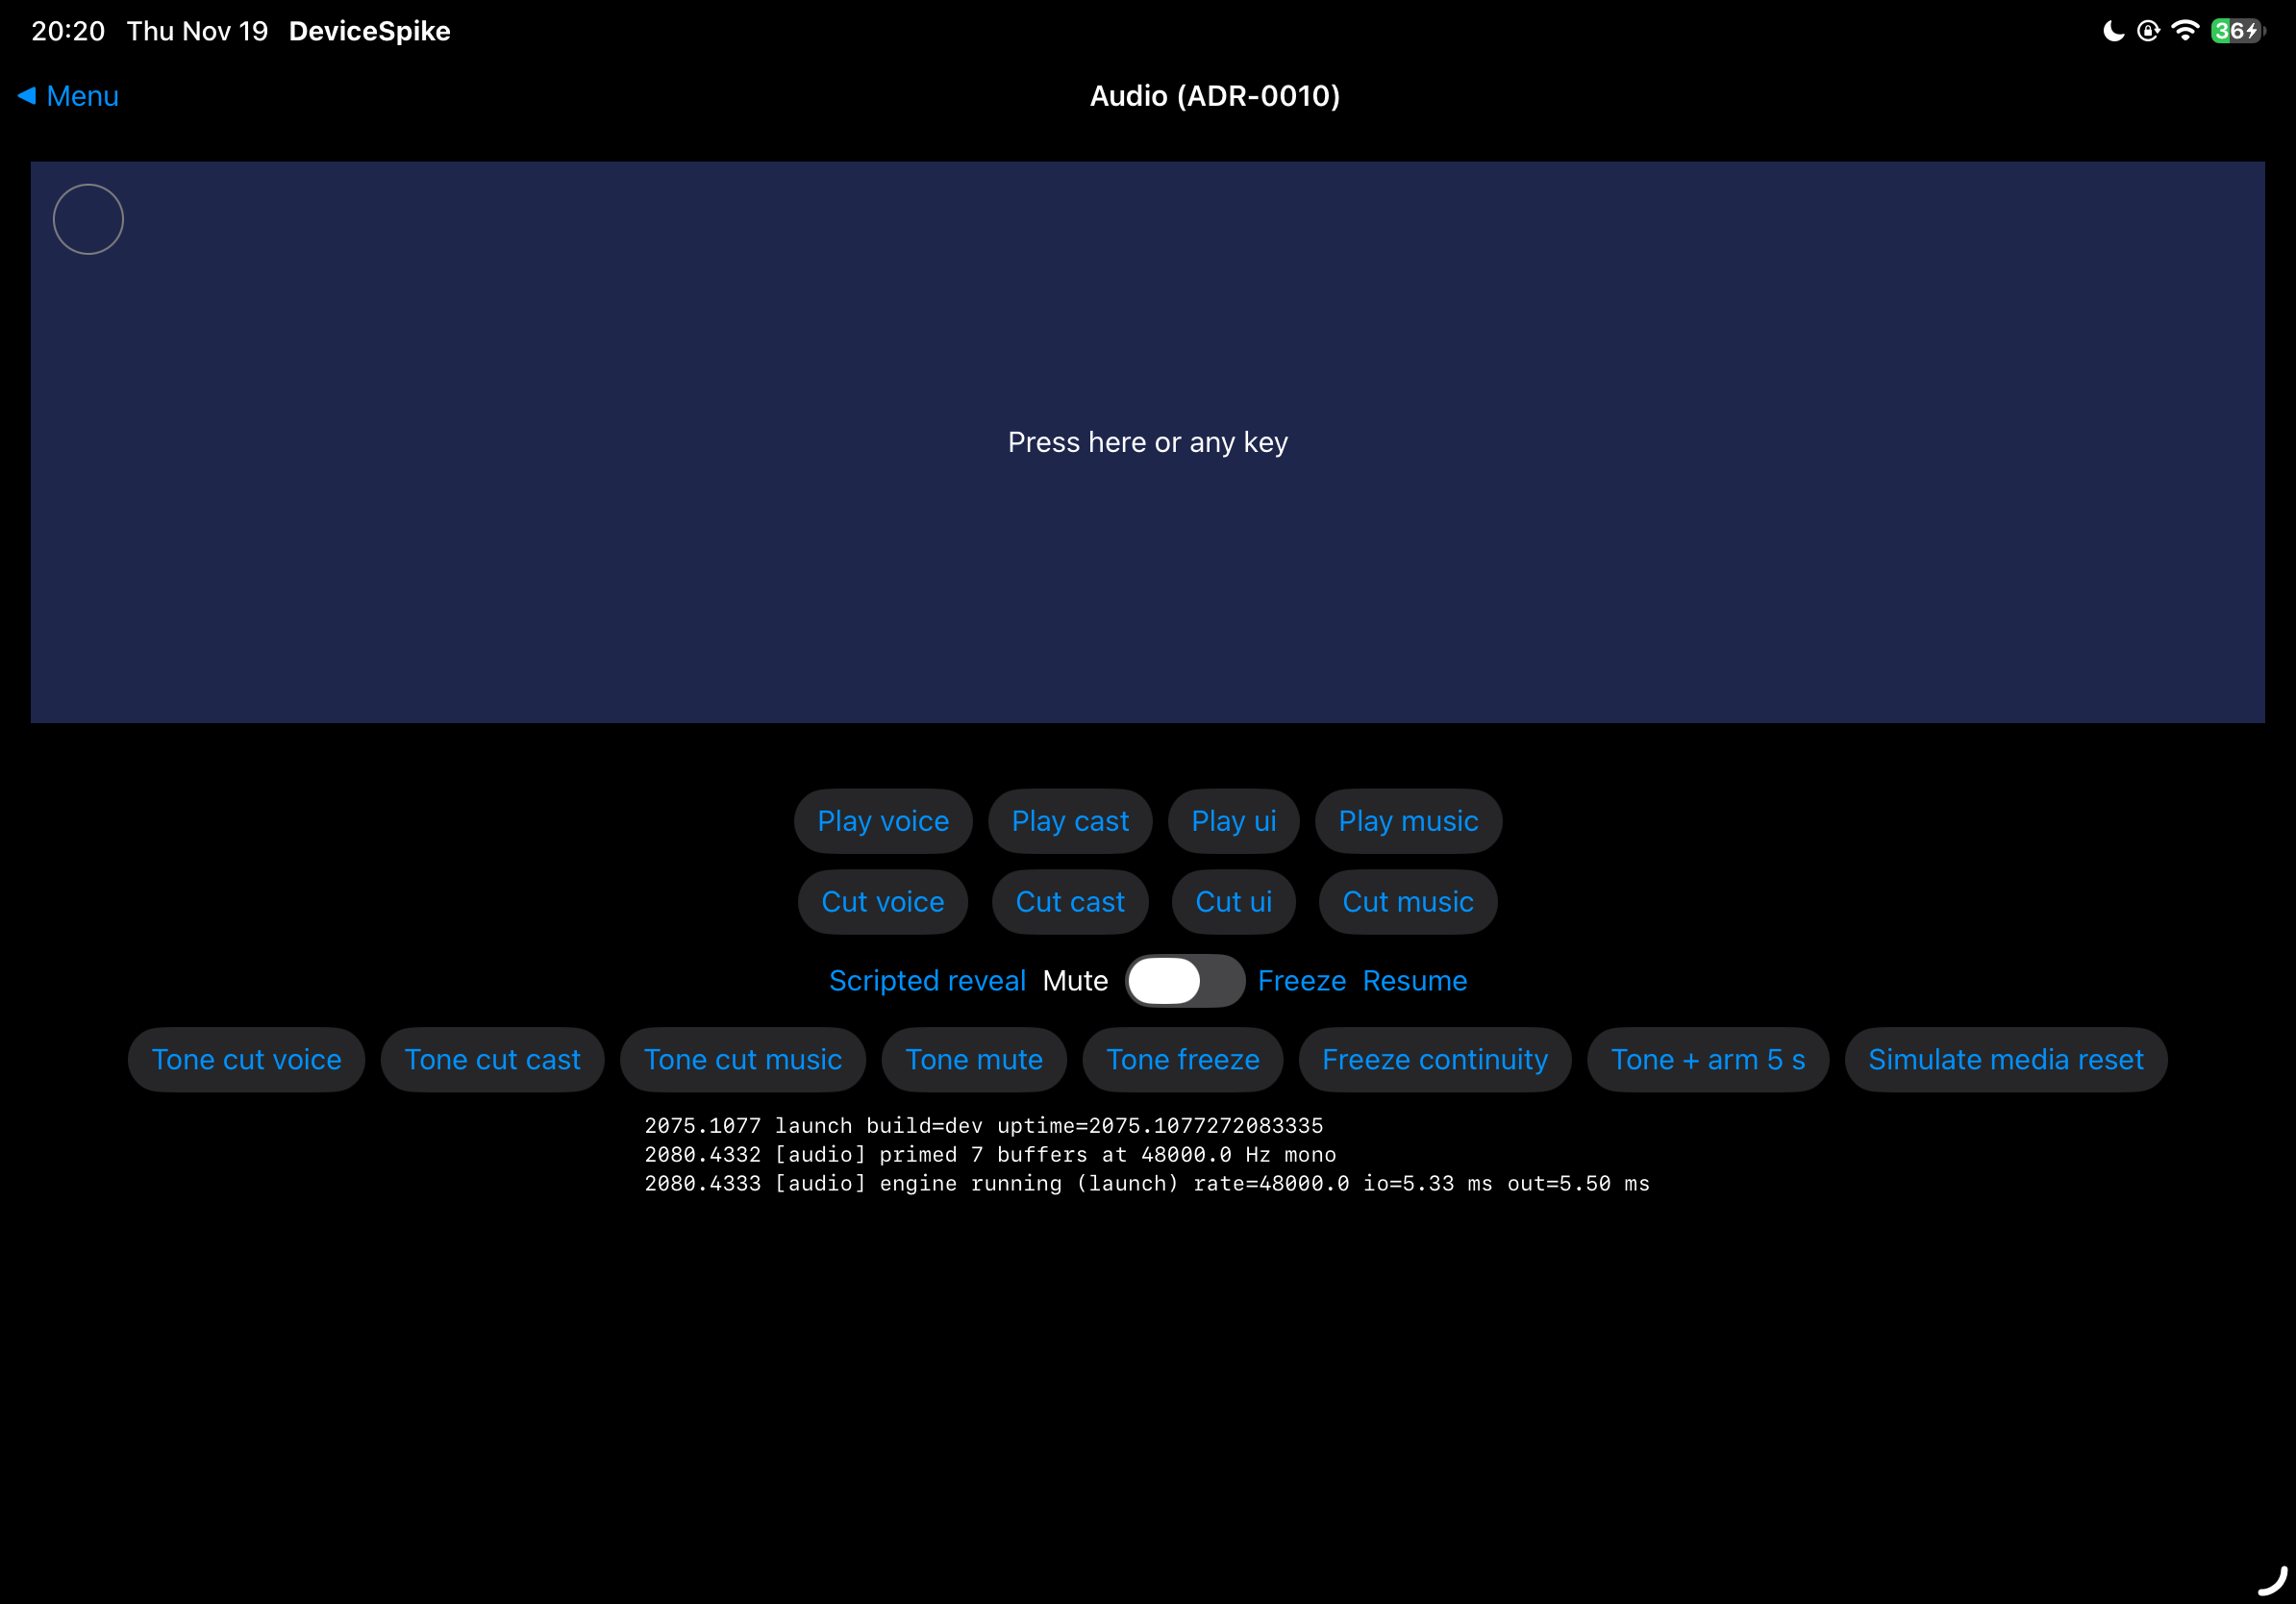 20:20 Thu Nov 19 DeviceSpike 36
◀ Menu Audio (ADR-0010)
Press here or any key
Play voice Play cast Play ui Play music
Cut voice Cut cast Cut ui Cut music
Scripted reveal Mute Freeze Resume
Tone cut voice Tone cut cast Tone cut music Tone mute Tone freeze Freeze continuity Tone + arm 5 s Simulate media reset
2075.1077 launch build=dev uptime=2075.1077272083335
2080.4332 [audio] primed 7 buffers at 48000.0 Hz mono
2080.4333 [audio] engine running (launch) rate=48000.0 io=5.33 ms out=5.50 ms